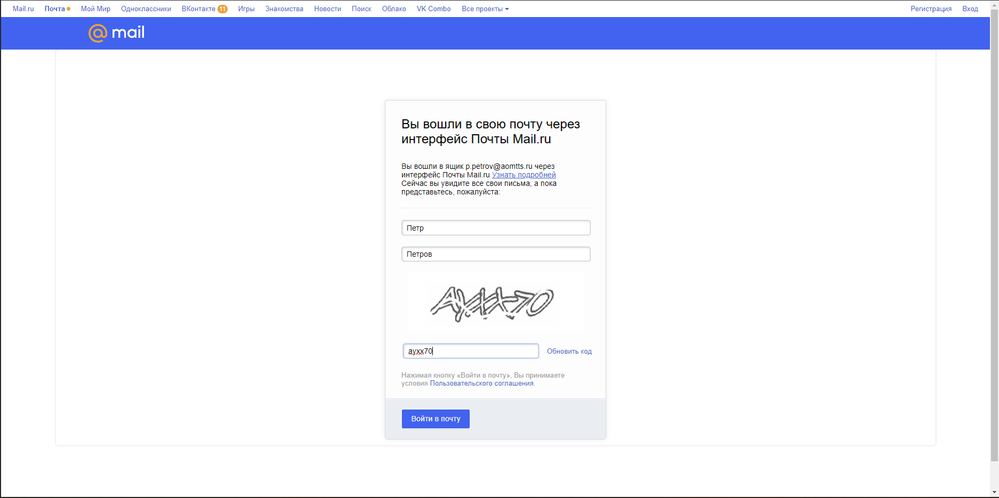 Mail.ru Почта Мой Мир Одноклассники ВКонтакте 11 Игры Знакомства Новости Поиск Облако VK Combo Все проекты Регистрация Вход
@mail
Вы вошли в свою почту через
интерфейс Почты Mail.ru
Вы вошли в ящик p.petrov@aomtts.ru через
интерфейс Почты Mail.ru Узнать подробней
Сейчас вы увидите все свои письма, а пока
представьтесь, пожалуйста:
Петр
Петров
AyXX70
ayxx70 Обновить код
Нажимая кнопку «Войти в почту», Вы принимаете
условия Пользовательского соглашения.
Войти в почту